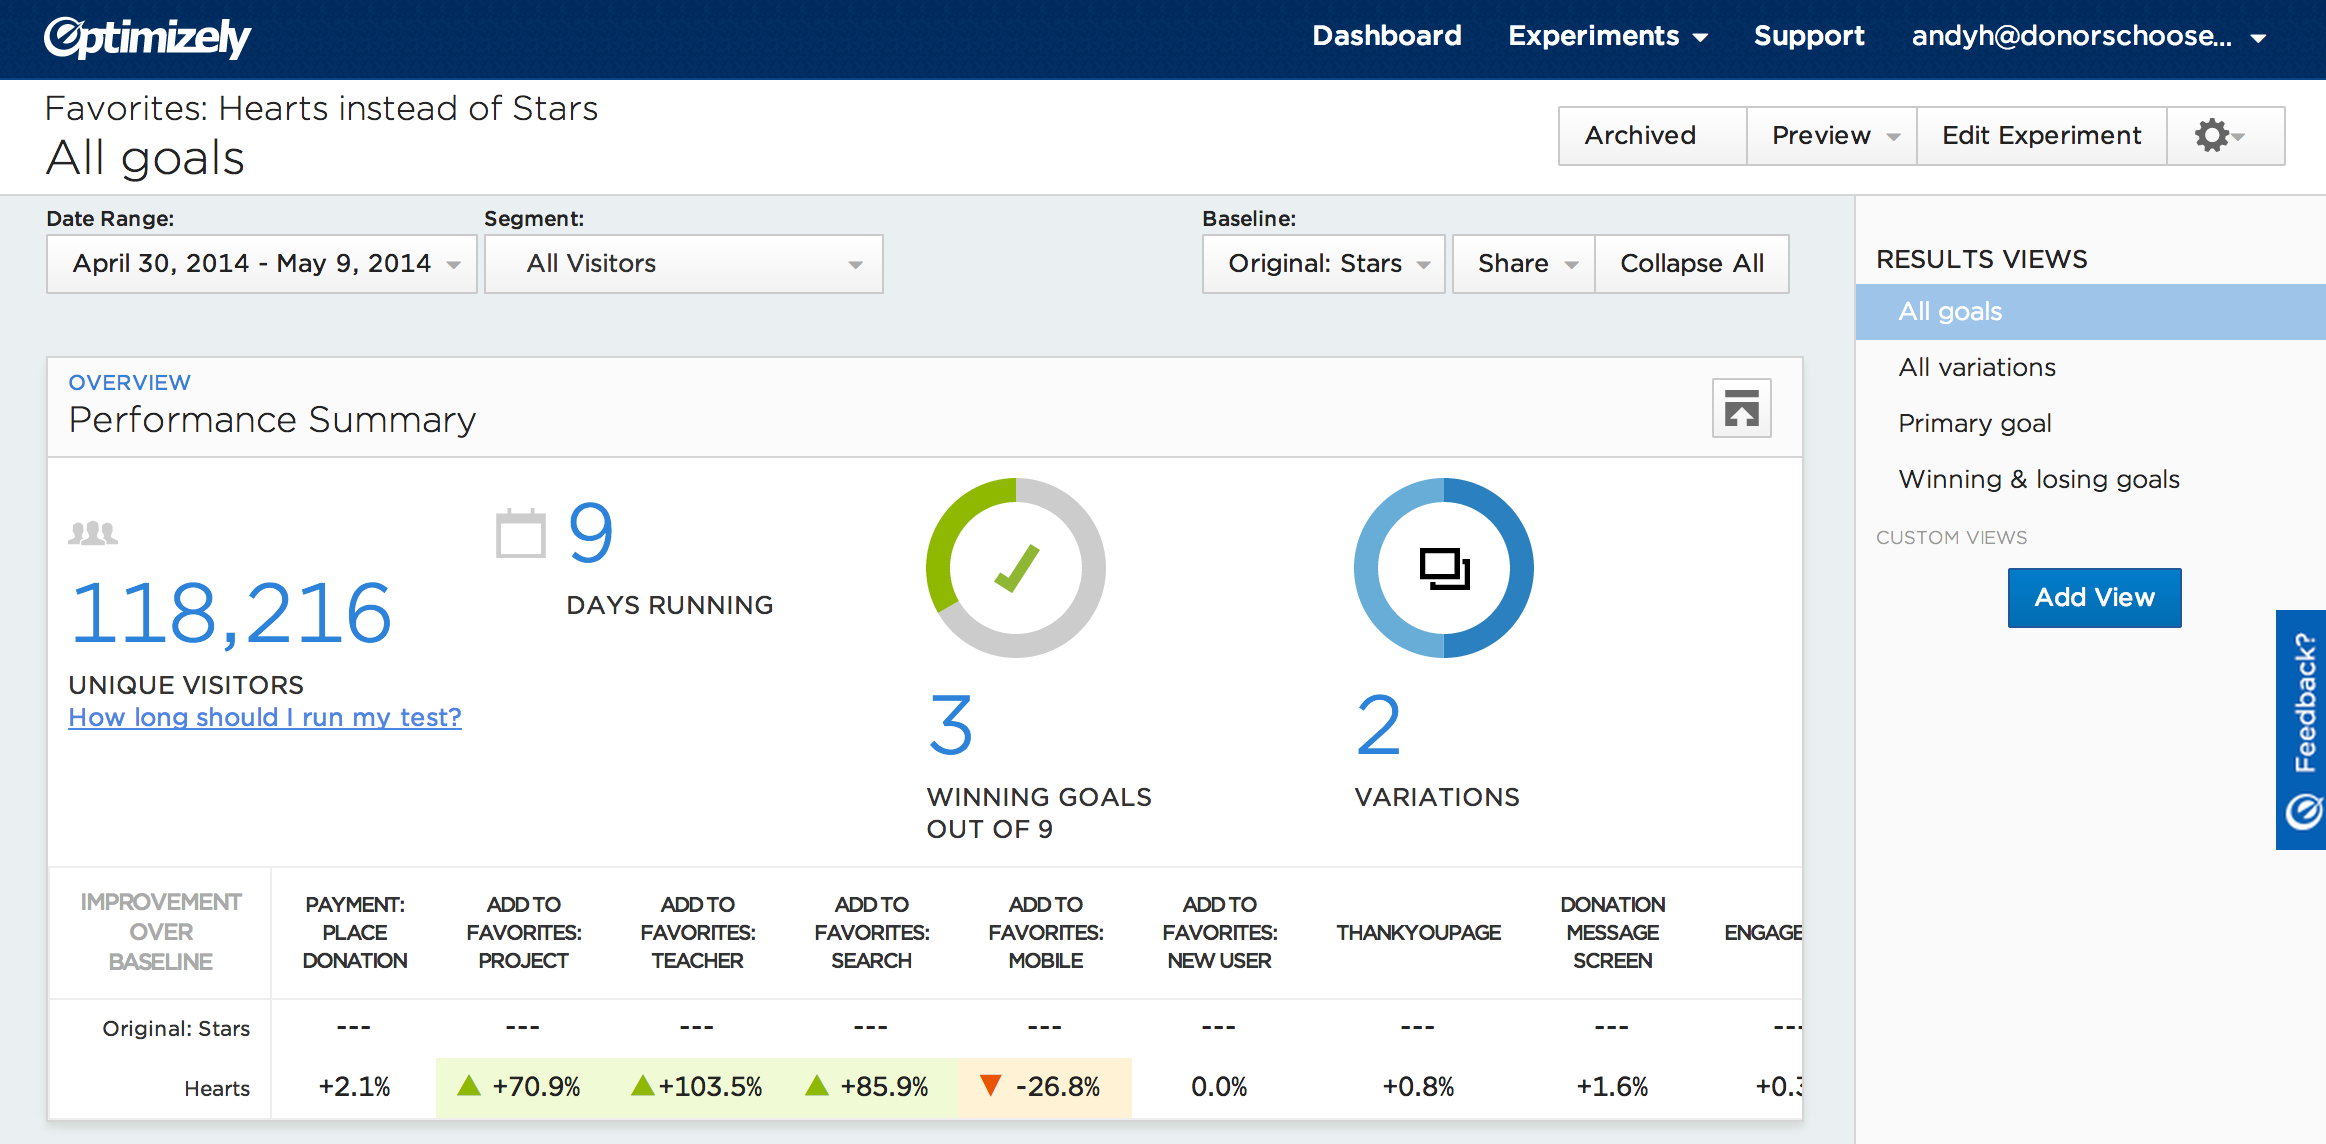 Optimizely
Dashboard Experiments Support andyh@donorschoose...
Favorites: Hearts instead of Stars
All goals
Archived Preview Edit Experiment
Date Range: Segment: Baseline:
April 30, 2014 - May 9, 2014 All Visitors Original: Stars Share Collapse All
RESULTS VIEWS
All goals
All variations
Primary goal
Winning & losing goals
CUSTOM VIEWS
Add View
Feedback?
OVERVIEW
Performance Summary
118,216
UNIQUE VISITORS
How long should I run my test?
9
DAYS RUNNING
3
WINNING GOALS
OUT OF 9
2
VARIATIONS
IMPROVEMENT
OVER
BASELINE
PAYMENT:
PLACE
DONATION
ADD TO
FAVORITES:
PROJECT
ADD TO
FAVORITES:
TEACHER
ADD TO
FAVORITES:
SEARCH
ADD TO
FAVORITES:
MOBILE
ADD TO
FAVORITES:
NEW USER
THANKYOUPAGE
DONATION
MESSAGE
SCREEN
ENGAGE
Original: Stars --- --- --- --- --- --- --- --- ---
Hearts +2.1% +70.9% +103.5% +85.9% -26.8% 0.0% +0.8% +1.6%